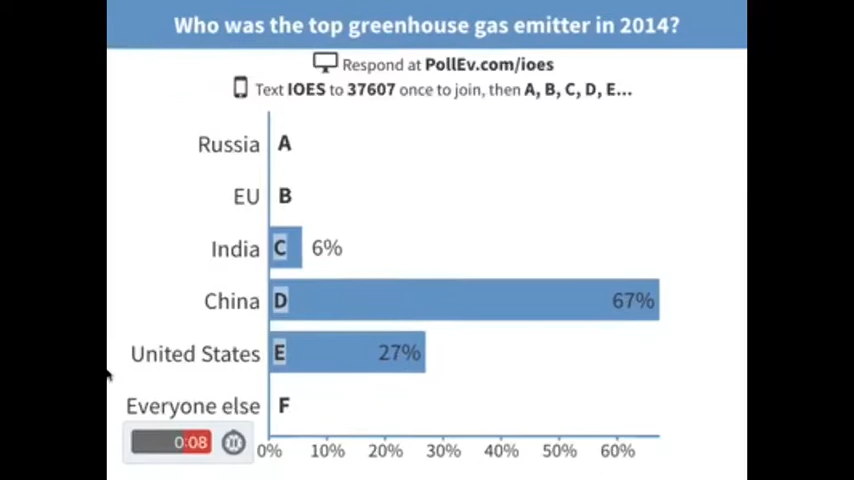 Who was the top greenhouse gas emitter in 2014?
Respond at PollEv.com/ioes
Text IOES to 37607 once to join, then A, B, C, D, E...
Russia A
EU B
India C 6%
China D 67%
United States E 27%
Everyone else F
0:08
0% 10% 20% 30% 40% 50% 60%